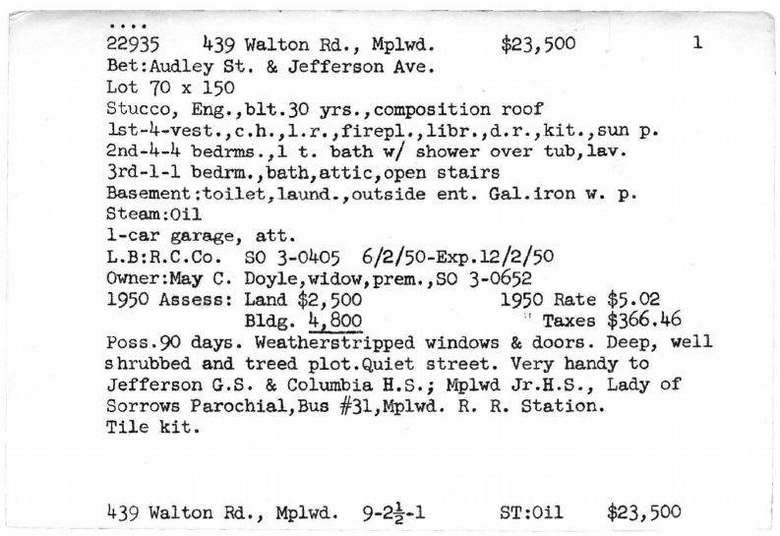 ....
22935 439 Walton Rd., Mplwd. $23,500 1
Bet:Audley St. & Jefferson Ave.
Lot 70 x 150
Stucco, Eng.,blt.30 yrs.,composition roof
1st-4-vest.,c.h.,l.r.,firepl.,libr.,d.r.,kit.,sun p.
2nd-4-4 bedrms.,1 t. bath w/ shower over tub,lav.
3rd-1-1 bedrm.,bath,attic,open stairs
Basement:toilet,laund.,outside ent. Gal.iron w. p.
Steam:Oil
1-car garage, att.
L.B:R.C.Co. SO 3-0405 6/2/50-Exp.12/2/50
Owner:May C. Doyle,widow,prem.,SO 3-0652
1950 Assess: Land $2,500 1950 Rate $5.02
Bldg. 4,800 " Taxes $366.46
Poss.90 days. Weatherstripped windows & doors. Deep, well
shrubbed and treed plot.Quiet street. Very handy to
Jefferson G.S. & Columbia H.S.; Mplwd Jr.H.S., Lady of
Sorrows Parochial,Bus #31,Mplwd. R. R. Station.
Tile kit.
439 Walton Rd., Mplwd. 9-2½-1 ST:Oil $23,500